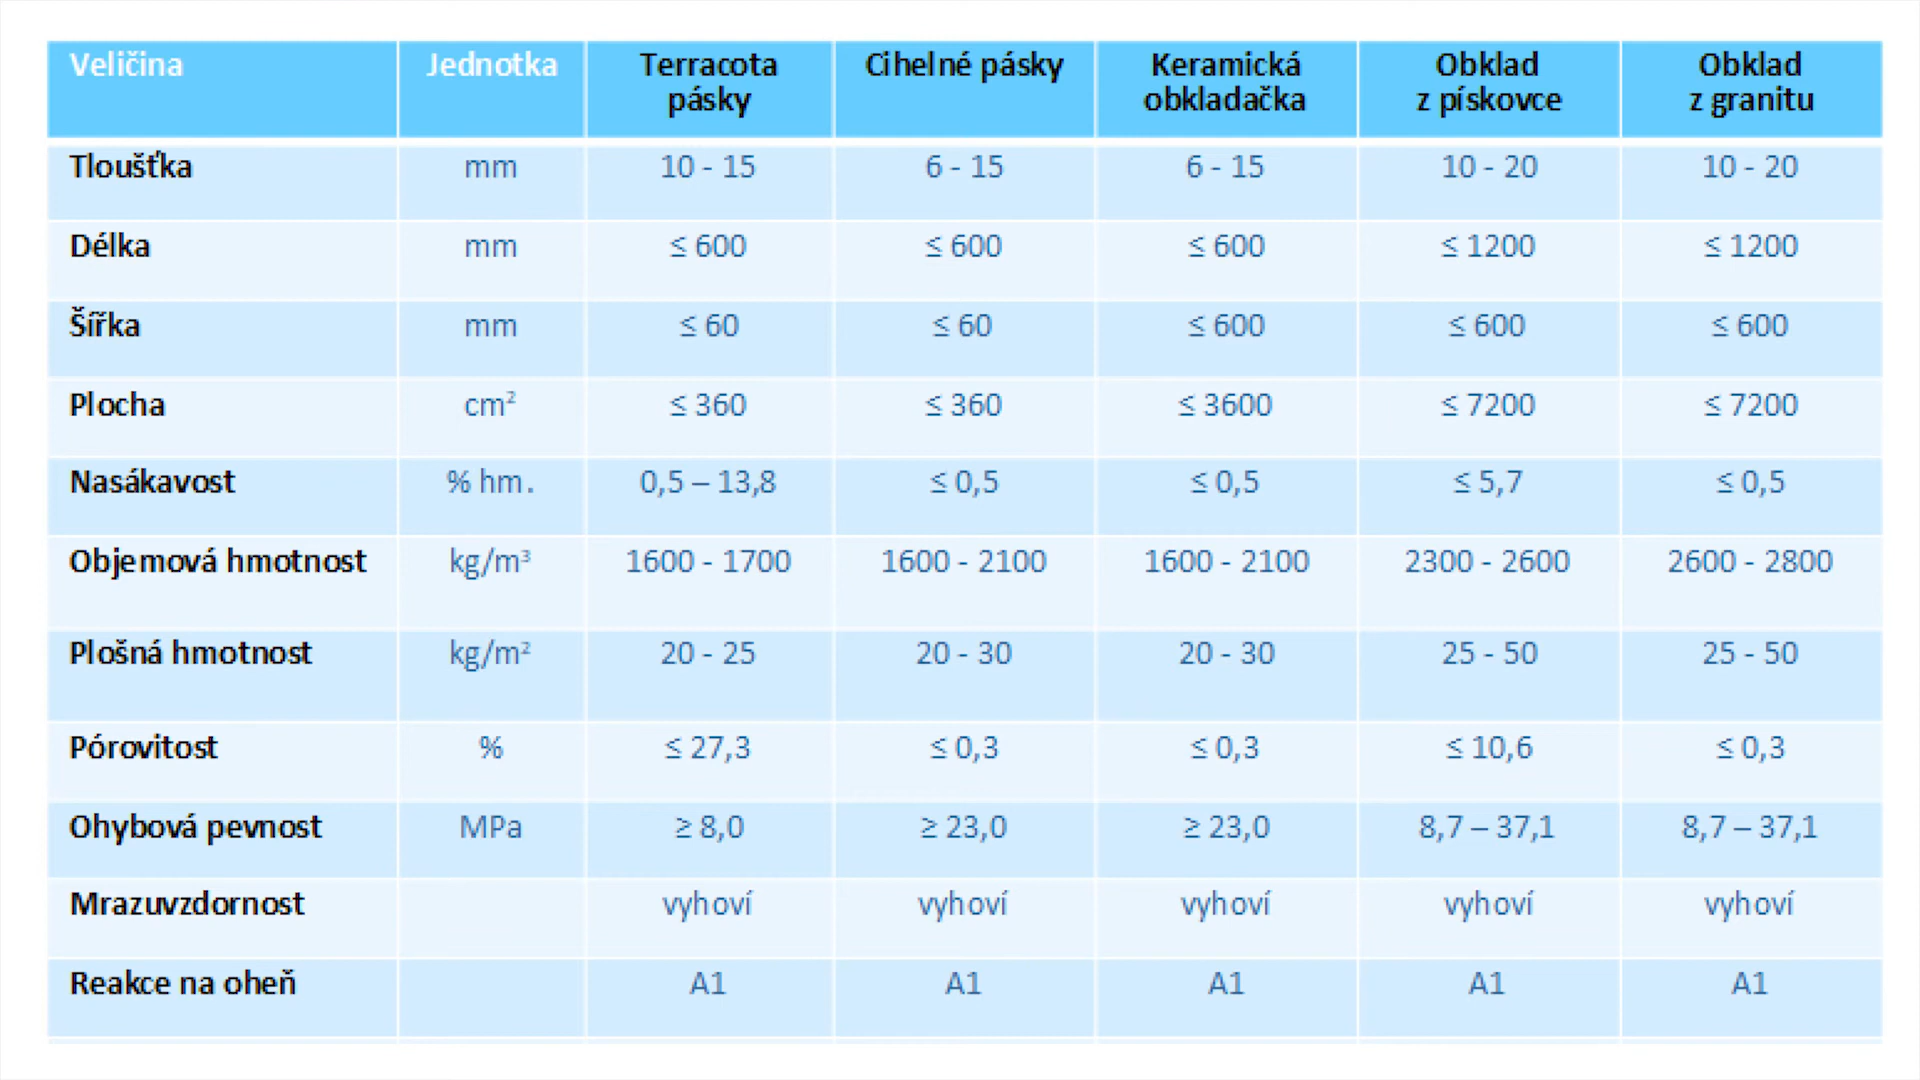 Veličina Jednotka Terracota pásky Cihelné pásky Keramická obkladačka Obklad z pískovce Obklad z granitu
Tloušťka mm 10 - 15 6 - 15 6 - 15 10 - 20 10 - 20
Délka mm ≤ 600 ≤ 600 ≤ 600 ≤ 1200 ≤ 1200
Šířka mm ≤ 60 ≤ 60 ≤ 600 ≤ 600 ≤ 600
Plocha cm² ≤ 360 ≤ 360 ≤ 3600 ≤ 7200 ≤ 7200
Nasákavost % hm. 0,5 – 13,8 ≤ 0,5 ≤ 0,5 ≤ 5,7 ≤ 0,5
Objemová hmotnost kg/m³ 1600 - 1700 1600 - 2100 1600 - 2100 2300 - 2600 2600 - 2800
Plošná hmotnost kg/m² 20 - 25 20 - 30 20 - 30 25 - 50 25 - 50
Pórovitost % ≤ 27,3 ≤ 0,3 ≤ 0,3 ≤ 10,6 ≤ 0,3
Ohybová pevnost MPa ≥ 8,0 ≥ 23,0 ≥ 23,0 8,7 – 37,1 8,7 – 37,1
Mrazuvzdornost vyhoví vyhoví vyhoví vyhoví vyhoví
Reakce na oheň A1 A1 A1 A1 A1